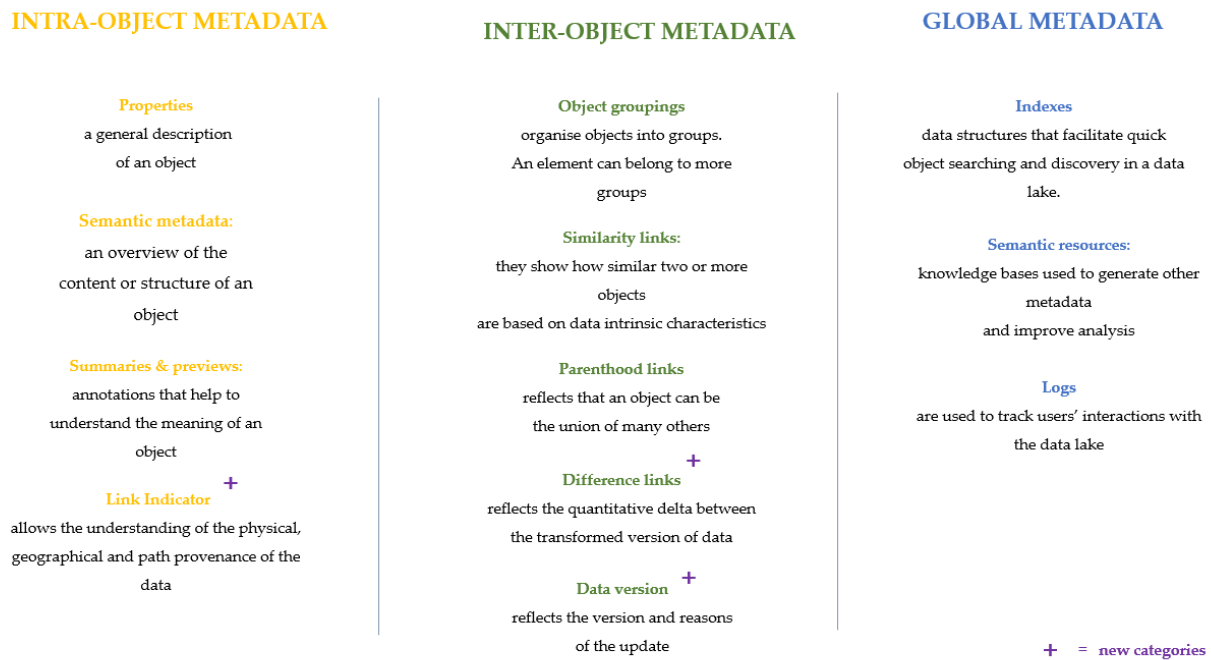 INTRA-OBJECT METADATA
Properties
a general description
of an object
Semantic metadata:
an overview of the
content or structure of an
object
Summaries & previews:
annotations that help to
understand the meaning of an
object
+
Link Indicator
allows the understanding of the physical,
geographical and path provenance of the
data
INTER-OBJECT METADATA
Object groupings
organise objects into groups.
An element can belong to more
groups
Similarity links:
they show how similar two or more
objects
are based on data intrinsic characteristics
Parenthood links
reflects that an object can be
the union of many others
+
Difference links
reflects the quantitative delta between
the transformed version of data
+
Data version
reflects the version and reasons
of the update
GLOBAL METADATA
Indexes
data structures that facilitate quick
object searching and discovery in a data
lake.
Semantic resources:
knowledge bases used to generate other
metadata
and improve analysis
Logs
are used to track users’ interactions with
the data lake
+ = new categories